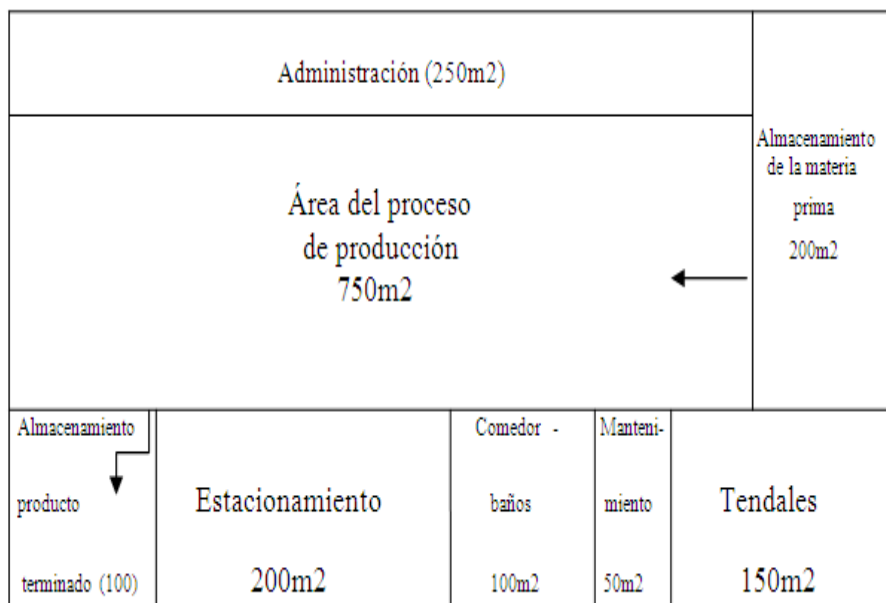 Administración (250m2)
Almacenamiento
de la materia
prima
200m2
Área del proceso
de producción
750m2
Almacenamiento
producto
terminado (100)
Estacionamiento
200m2
Comedor -
baños
100m2
Manteni-
miento
50m2
Tendales
150m2